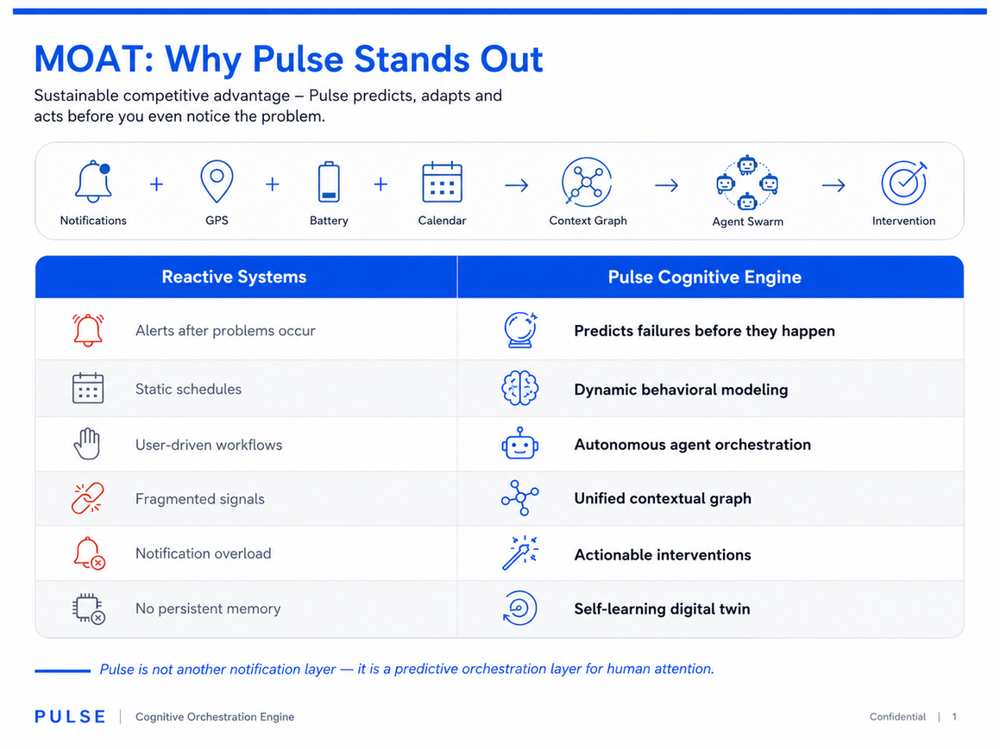 MOAT: Why Pulse Stands Out
Sustainable competitive advantage – Pulse predicts, adapts and
acts before you even notice the problem.
Notifications + GPS + Battery + Calendar → Context Graph → Agent Swarm → Intervention
Reactive Systems Pulse Cognitive Engine
Alerts after problems occur Predicts failures before they happen
Static schedules Dynamic behavioral modeling
User-driven workflows Autonomous agent orchestration
Fragmented signals Unified contextual graph
Notification overload Actionable interventions
No persistent memory Self-learning digital twin
Pulse is not another notification layer — it is a predictive orchestration layer for human attention.
PULSE | Cognitive Orchestration Engine Confidential | 1